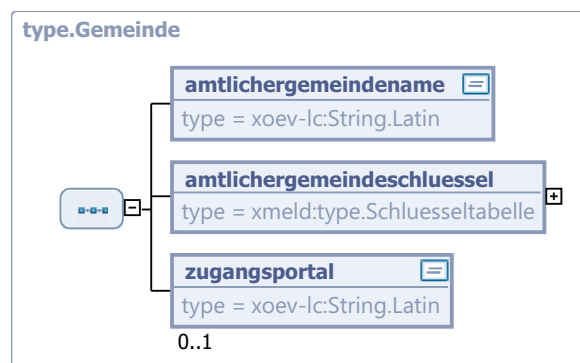 type.Gemeinde
amtlichergemeindename
type = xoev-lc:String.Latin
amtlichergemeindeschluessel
type = xmeld:type.Schluesseltabelle
zugangsportal
type = xoev-lc:String.Latin
0..1